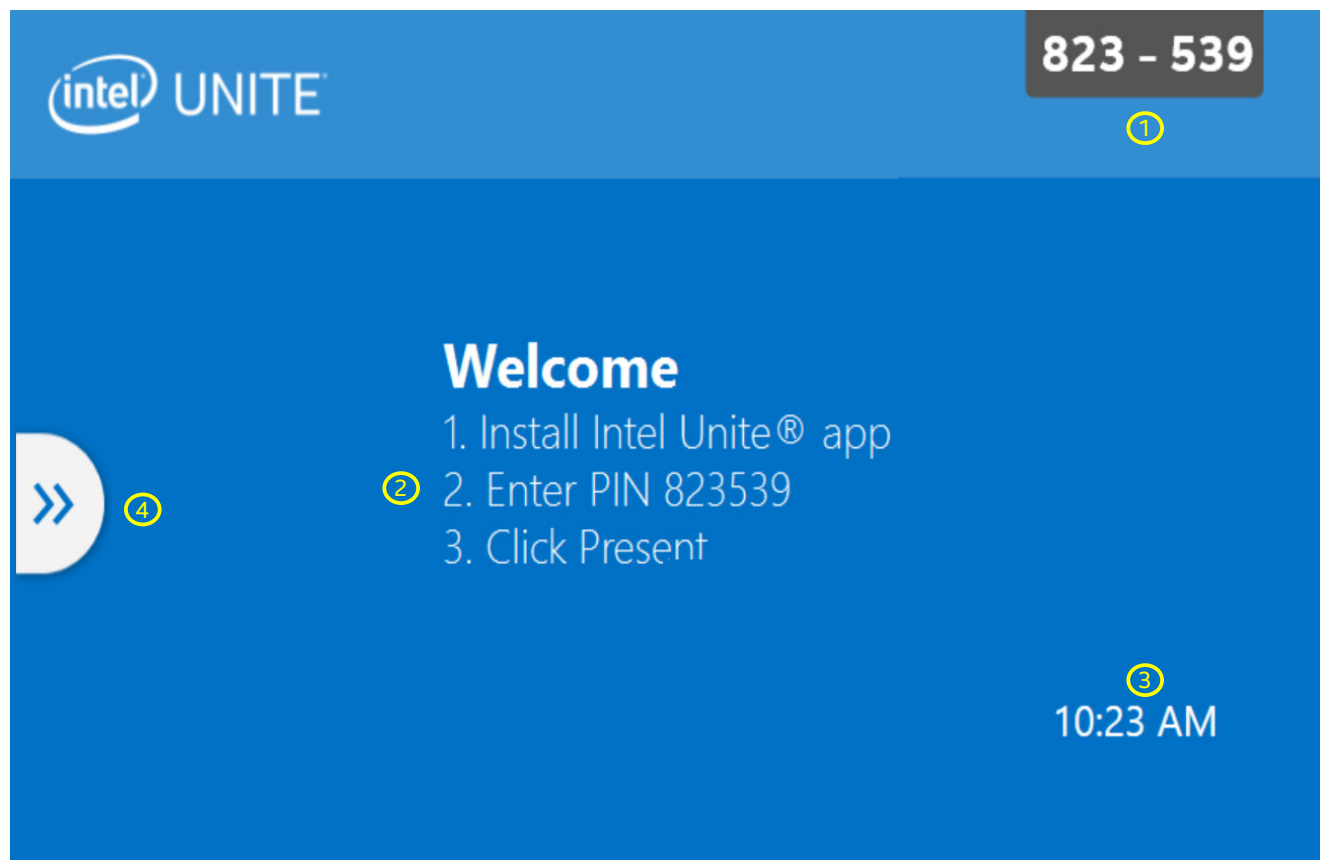 intel® UNITE™
823 - 539
1
Welcome
1. Install Intel Unite® app
2
2. Enter PIN 823539
3. Click Present
4
3
10:23 AM